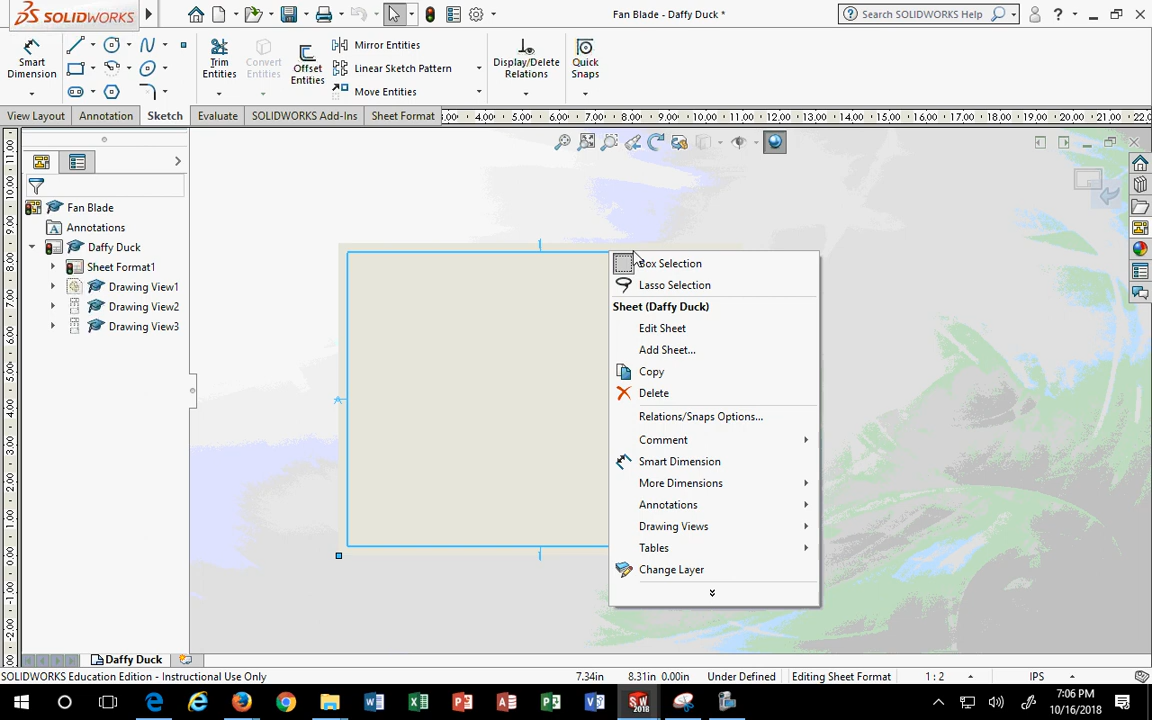 SOLIDWORKS
Fan Blade - Daffy Duck *
Search SOLIDWORKS Help
Smart
Dimension
Trim
Entities
Convert
Entities
Offset
Entities
Mirror Entities
Linear Sketch Pattern
Move Entities
Display/Delete
Relations
Quick
Snaps
View Layout
Annotation
Sketch
Evaluate
SOLIDWORKS Add-Ins
Sheet Format
Fan Blade
Annotations
Daffy Duck
Sheet Format1
Drawing View1
Drawing View2
Drawing View3
Box Selection
Lasso Selection
Sheet (Daffy Duck)
Edit Sheet
Add Sheet...
Copy
Delete
Relations/Snaps Options...
Comment
Smart Dimension
More Dimensions
Annotations
Drawing Views
Tables
Change Layer
Daffy Duck
SOLIDWORKS Education Edition - Instructional Use Only
7.34in 8.31in 0.00in Under Defined Editing Sheet Format 1 : 2 IPS
7:06 PM
10/16/2018